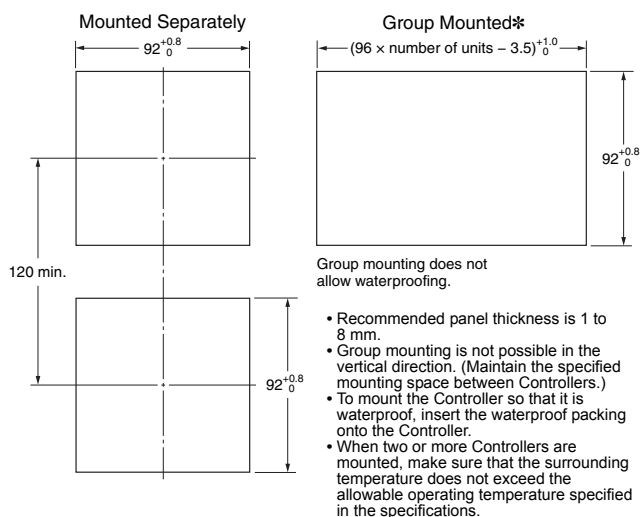 Mounted Separately
92 +0.8 0
120 min.
92 +0.8 0
Group Mounted*
(96 × number of units − 3.5) +1.0 0
92 +0.8 0
Group mounting does not
allow waterproofing.
• Recommended panel thickness is 1 to
8 mm.
• Group mounting is not possible in the
vertical direction. (Maintain the specified
mounting space between Controllers.)
• To mount the Controller so that it is
waterproof, insert the waterproof packing
onto the Controller.
• When two or more Controllers are
mounted, make sure that the surrounding
temperature does not exceed the
allowable operating temperature specified
in the specifications.